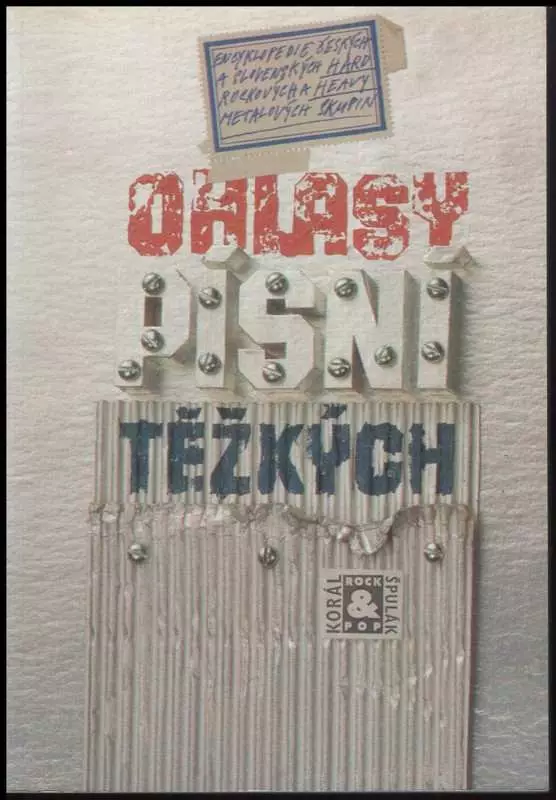 ENCYKLOPEDIE ČESKÝCH
A SLOVENSKÝCH HARD
ROCKOVÝCH A HEAVY
METALOVÝCH SKUPIN
OHLASY
PÍSNÍ
TĚŽKÝCH
KORÁL
ROCK
&
POP
ŠPULÁK